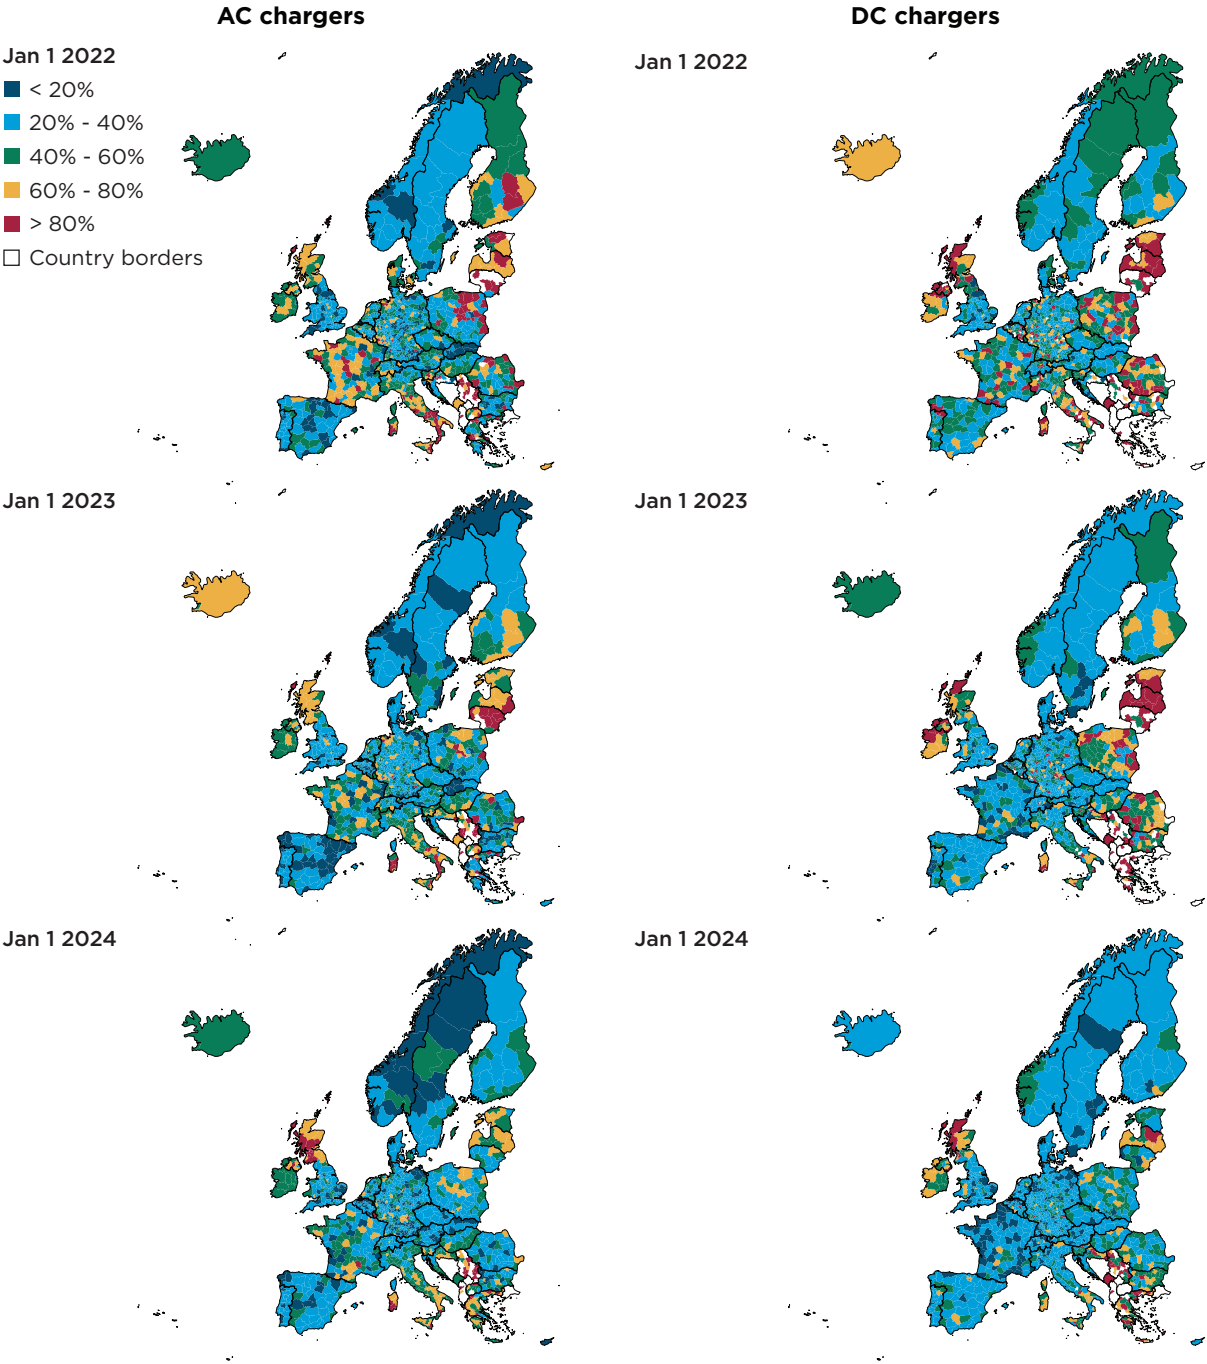 AC chargers
DC chargers
Jan 1 2022
< 20%
20% - 40%
40% - 60%
60% - 80%
> 80%
Country borders
Jan 1 2022
Jan 1 2023
Jan 1 2023
Jan 1 2024
Jan 1 2024